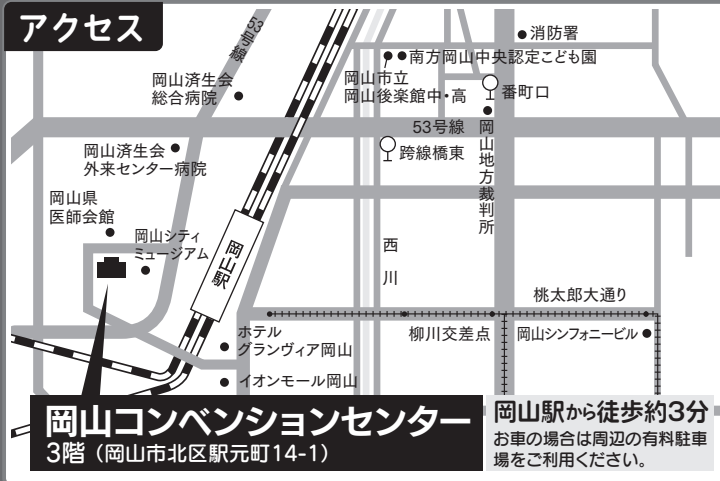 アクセス
53号線
消防署
南方岡山中央認定こども園
岡山市立
岡山後楽館中・高
番町口
岡山済生会
総合病院
53号線
岡山地方裁判所
跨線橋東
岡山済生会
外来センター病院
岡山県
医師会館
岡山シティ
ミュージアム
岡山駅
西川
桃太郎大通り
柳川交差点
岡山シンフォニービル
ホテル
グランヴィア岡山
イオンモール岡山
岡山コンベンションセンター
3階（岡山市北区駅元町14-1）
岡山駅から徒歩約3分
お車の場合は周辺の有料駐車
場をご利用ください。